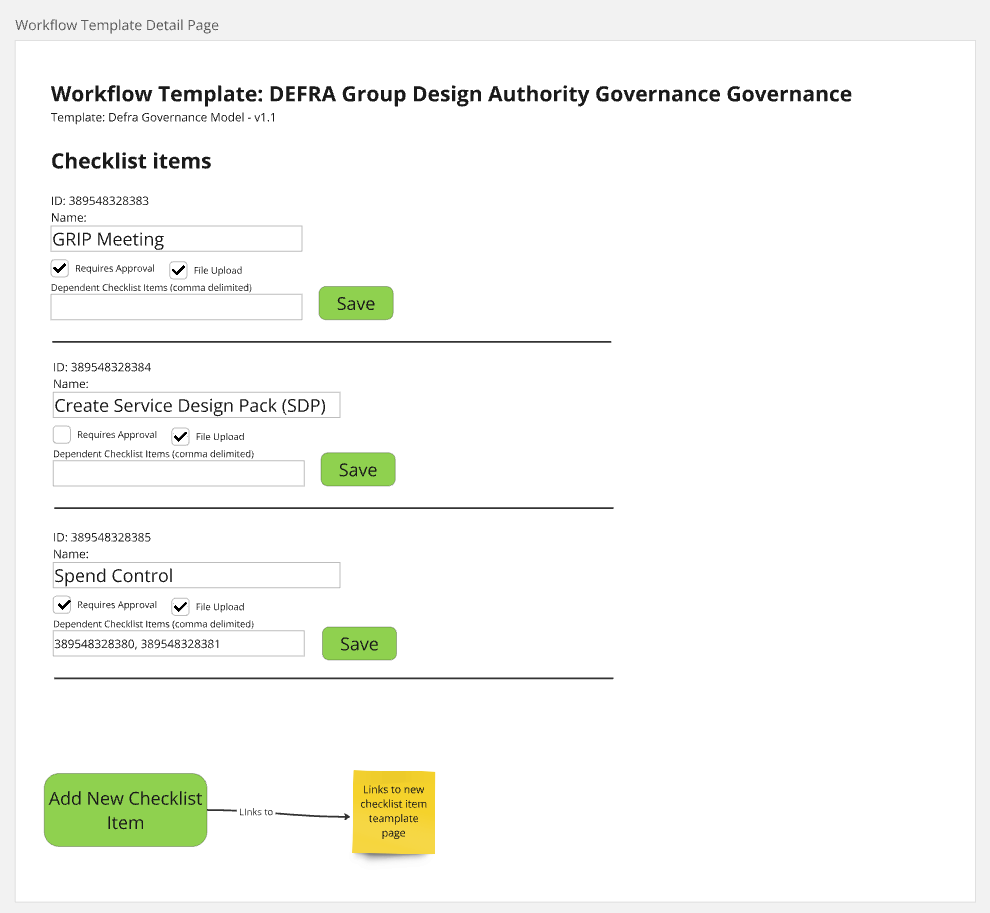 Workflow Template Detail Page
Workflow Template: DEFRA Group Design Authority Governance Governance
Template: Defra Governance Model - v1.1
Checklist items
ID: 389548328383
Name:
GRIP Meeting
Requires Approval File Upload
Dependent Checklist Items (comma delimited)
Save
ID: 389548328384
Name:
Create Service Design Pack (SDP)
Requires Approval File Upload
Dependent Checklist Items (comma delimited)
Save
ID: 389548328385
Name:
Spend Control
Requires Approval File Upload
Dependent Checklist Items (comma delimited)
389548328380, 389548328381
Save
Add New Checklist
Item
Links to
Links to new
checklist item
teamplate
page